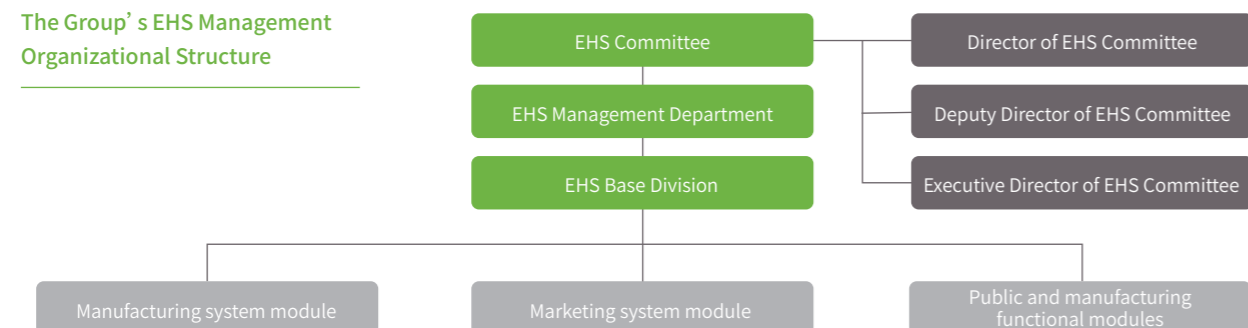 The Group’s EHS Management
Organizational Structure
EHS Committee
Director of EHS Committee
EHS Management Department
Deputy Director of EHS Committee
EHS Base Division
Executive Director of EHS Committee
Manufacturing system module
Marketing system module
Public and manufacturing
functional modules